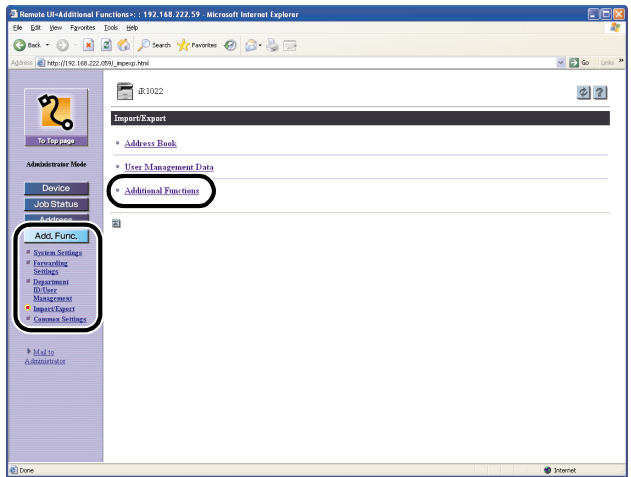 Remote UI<Additional Functions>: : 192.168.222.59 - Microsoft Internet Explorer
File Edit View Favorites Tools Help
Back Search Favorites
Address http://192.168.222.059/_impexp.html Go Links »
iR1022
To Top page
Import/Export
Address Book
Administrator Mode
User Management Data
Device
Additional Functions
Job Status
Address
Add. Func.
System Settings
Forwarding
Settings
Department
ID/User
Management
Import/Export
Common Settings
Mail to
Administrator
Done Internet